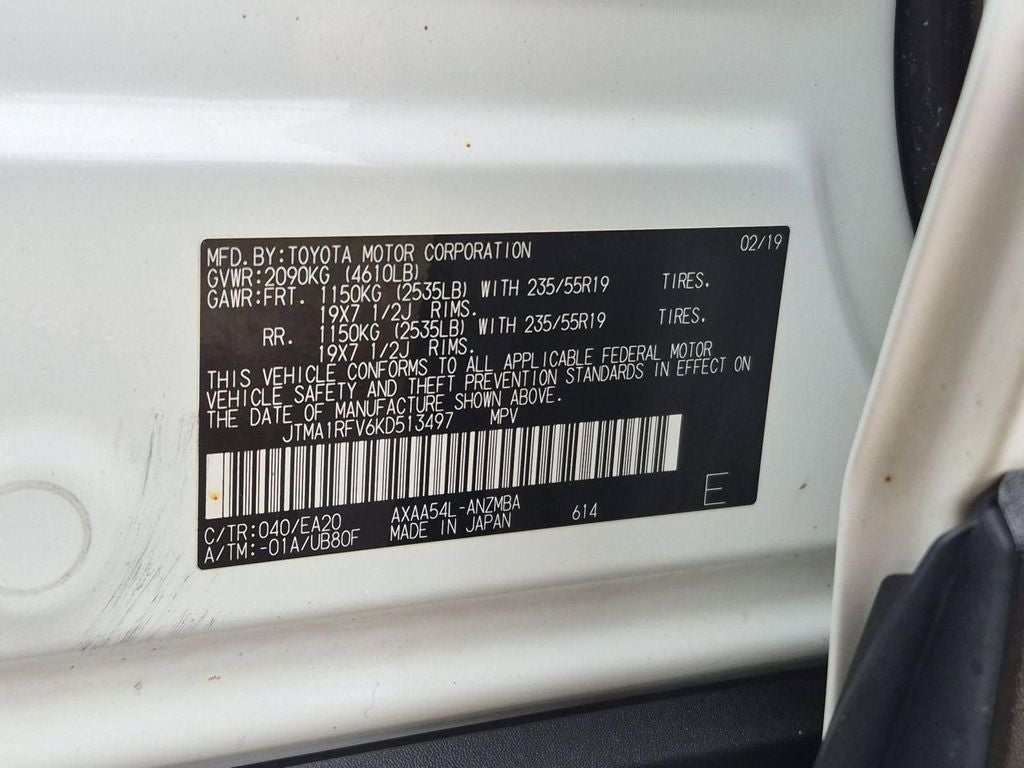 MFD. BY: TOYOTA MOTOR CORPORATION 02/19
GVWR: 2090KG (4610LB)
GAWR: FRT. 1150KG (2535LB) WITH 235/55R19 TIRES.
19X7 1/2J RIMS.
RR. 1150KG (2535LB) WITH 235/55R19 TIRES.
19X7 1/2J RIMS.
THIS VEHICLE CONFORMS TO ALL APPLICABLE FEDERAL MOTOR
VEHICLE SAFETY AND THEFT PREVENTION STANDARDS IN EFFECT ON
THE DATE OF MANUFACTURE SHOWN ABOVE.
JTMA1RFV6KD513497 MPV
E
C/TR: 040/EA20 AXAA54L-ANZMBA 614
A/TM: -01A/UB80F MADE IN JAPAN